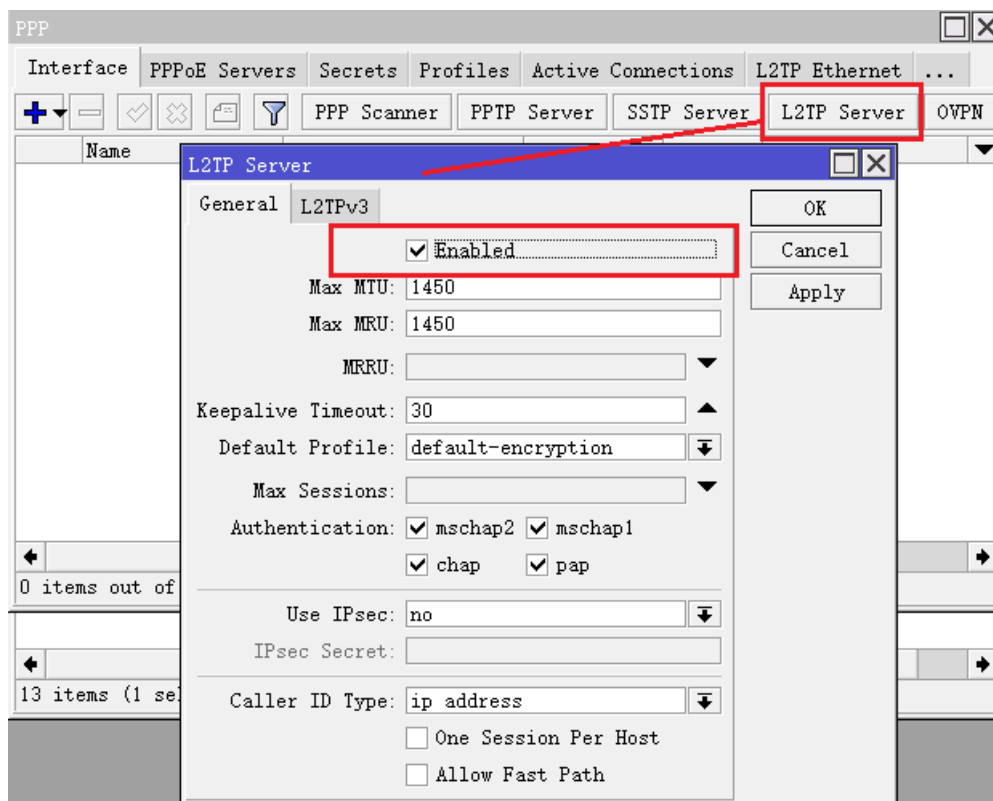 PPP
Interface PPPoE Servers Secrets Profiles Active Connections L2TP Ethernet ...
PPP Scanner PPTP Server SSTP Server L2TP Server OVPN
Name
L2TP Server
General L2TPv3
OK
Enabled
Cancel
Max MTU: 1450
Apply
Max MRU: 1450
MRRU:
Keepalive Timeout: 30
Default Profile: default-encryption
Max Sessions:
Authentication: mschap2 mschap1
chap pap
0 items out of
Use IPsec: no
IPsec Secret:
13 items (1 sel
Caller ID Type: ip address
One Session Per Host
Allow Fast Path